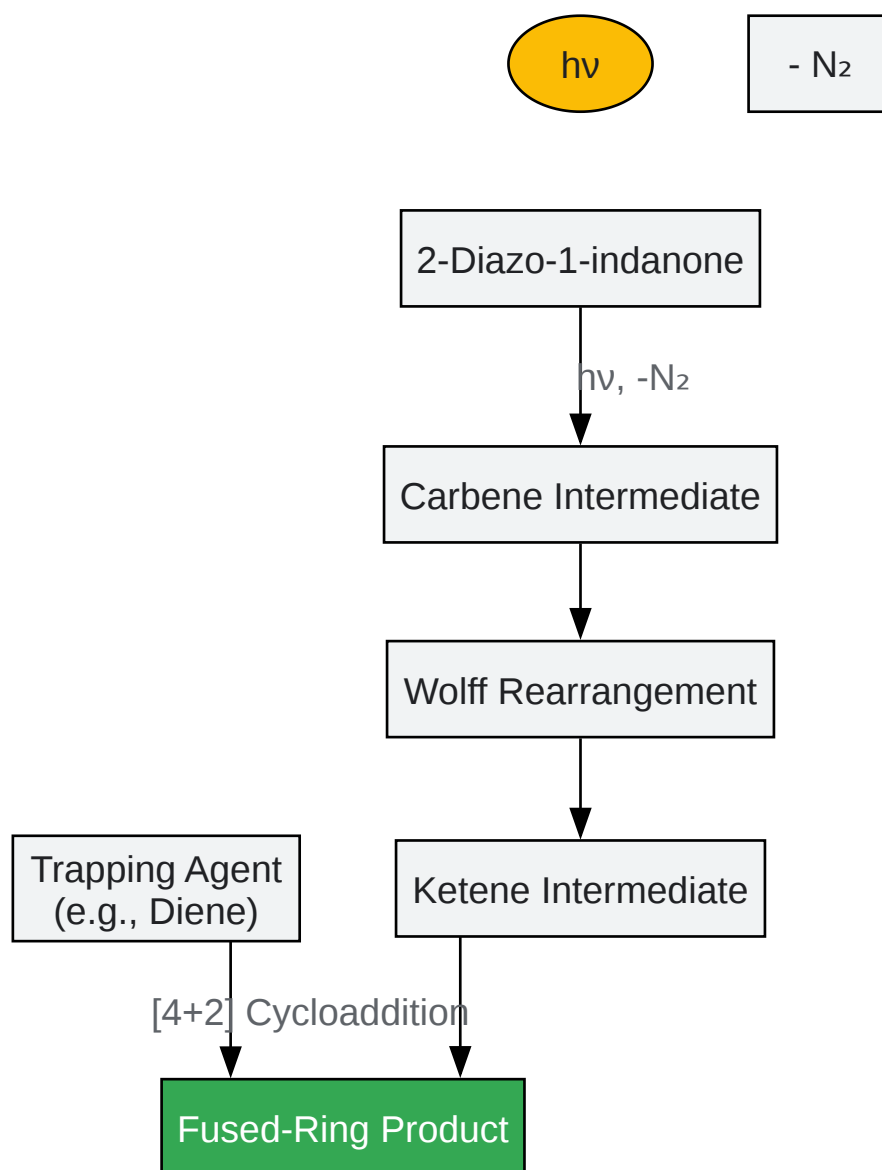 hν
- N₂
2-Diazo-1-indanone
hν, -N₂
Carbene Intermediate
Wolff Rearrangement
Trapping Agent
(e.g., Diene)
Ketene Intermediate
[4+2] Cycloaddition
Fused-Ring Product